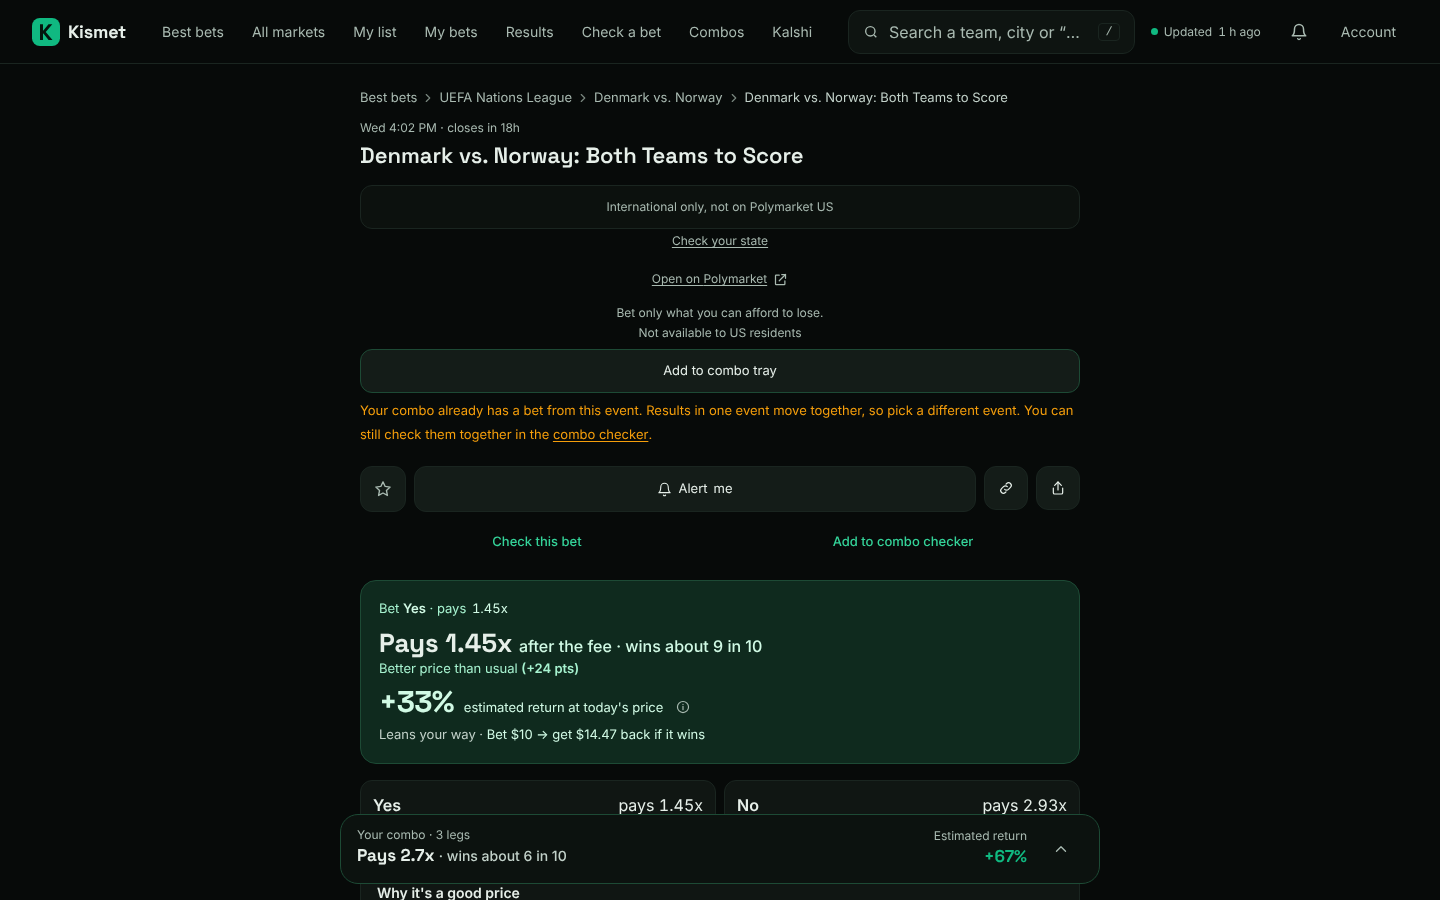 Kismet
Best bets
All markets
My list
My bets
Results
Check a bet
Combos
Kalshi
Search a team, city or “...
/
Updated 1 h ago
Account
Best bets > UEFA Nations League > Denmark vs. Norway > Denmark vs. Norway: Both Teams to Score
Wed 4:02 PM · closes in 18h
Denmark vs. Norway: Both Teams to Score
International only, not on Polymarket US
Check your state
Open on Polymarket
Bet only what you can afford to lose.
Not available to US residents
Add to combo tray
Your combo already has a bet from this event. Results in one event move together, so pick a different event. You can
still check them together in the combo checker.
Alert me
Check this bet
Add to combo checker
Bet Yes · pays 1.45x
Pays 1.45x after the fee · wins about 9 in 10
Better price than usual (+24 pts)
+33% estimated return at today's price
Leans your way · Bet $10 → get $14.47 back if it wins
Yes pays 1.45x
No pays 2.93x
Your combo · 3 legs
Pays 2.7x · wins about 6 in 10
Estimated return
+67%
Why it's a good price